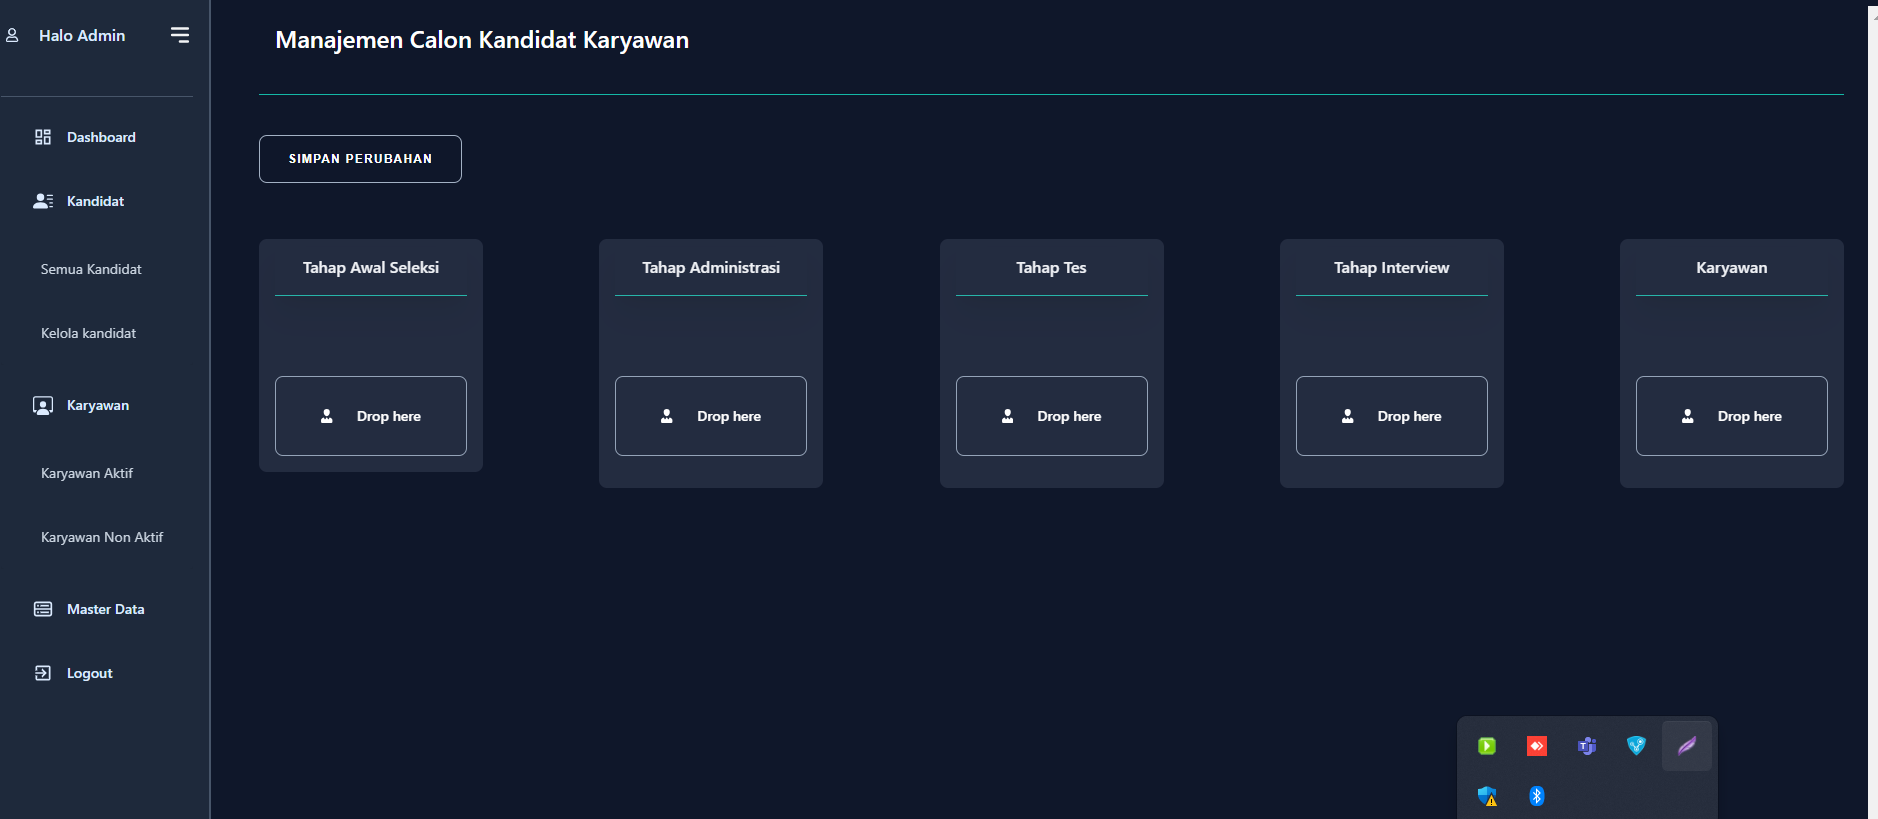 Halo Admin
Dashboard
Kandidat
Semua Kandidat
Kelola kandidat
Karyawan
Karyawan Aktif
Karyawan Non Aktif
Master Data
Logout
Manajemen Calon Kandidat Karyawan
SIMPAN PERUBAHAN
Tahap Awal Seleksi
Drop here
Tahap Administrasi
Drop here
Tahap Tes
Drop here
Tahap Interview
Drop here
Karyawan
Drop here